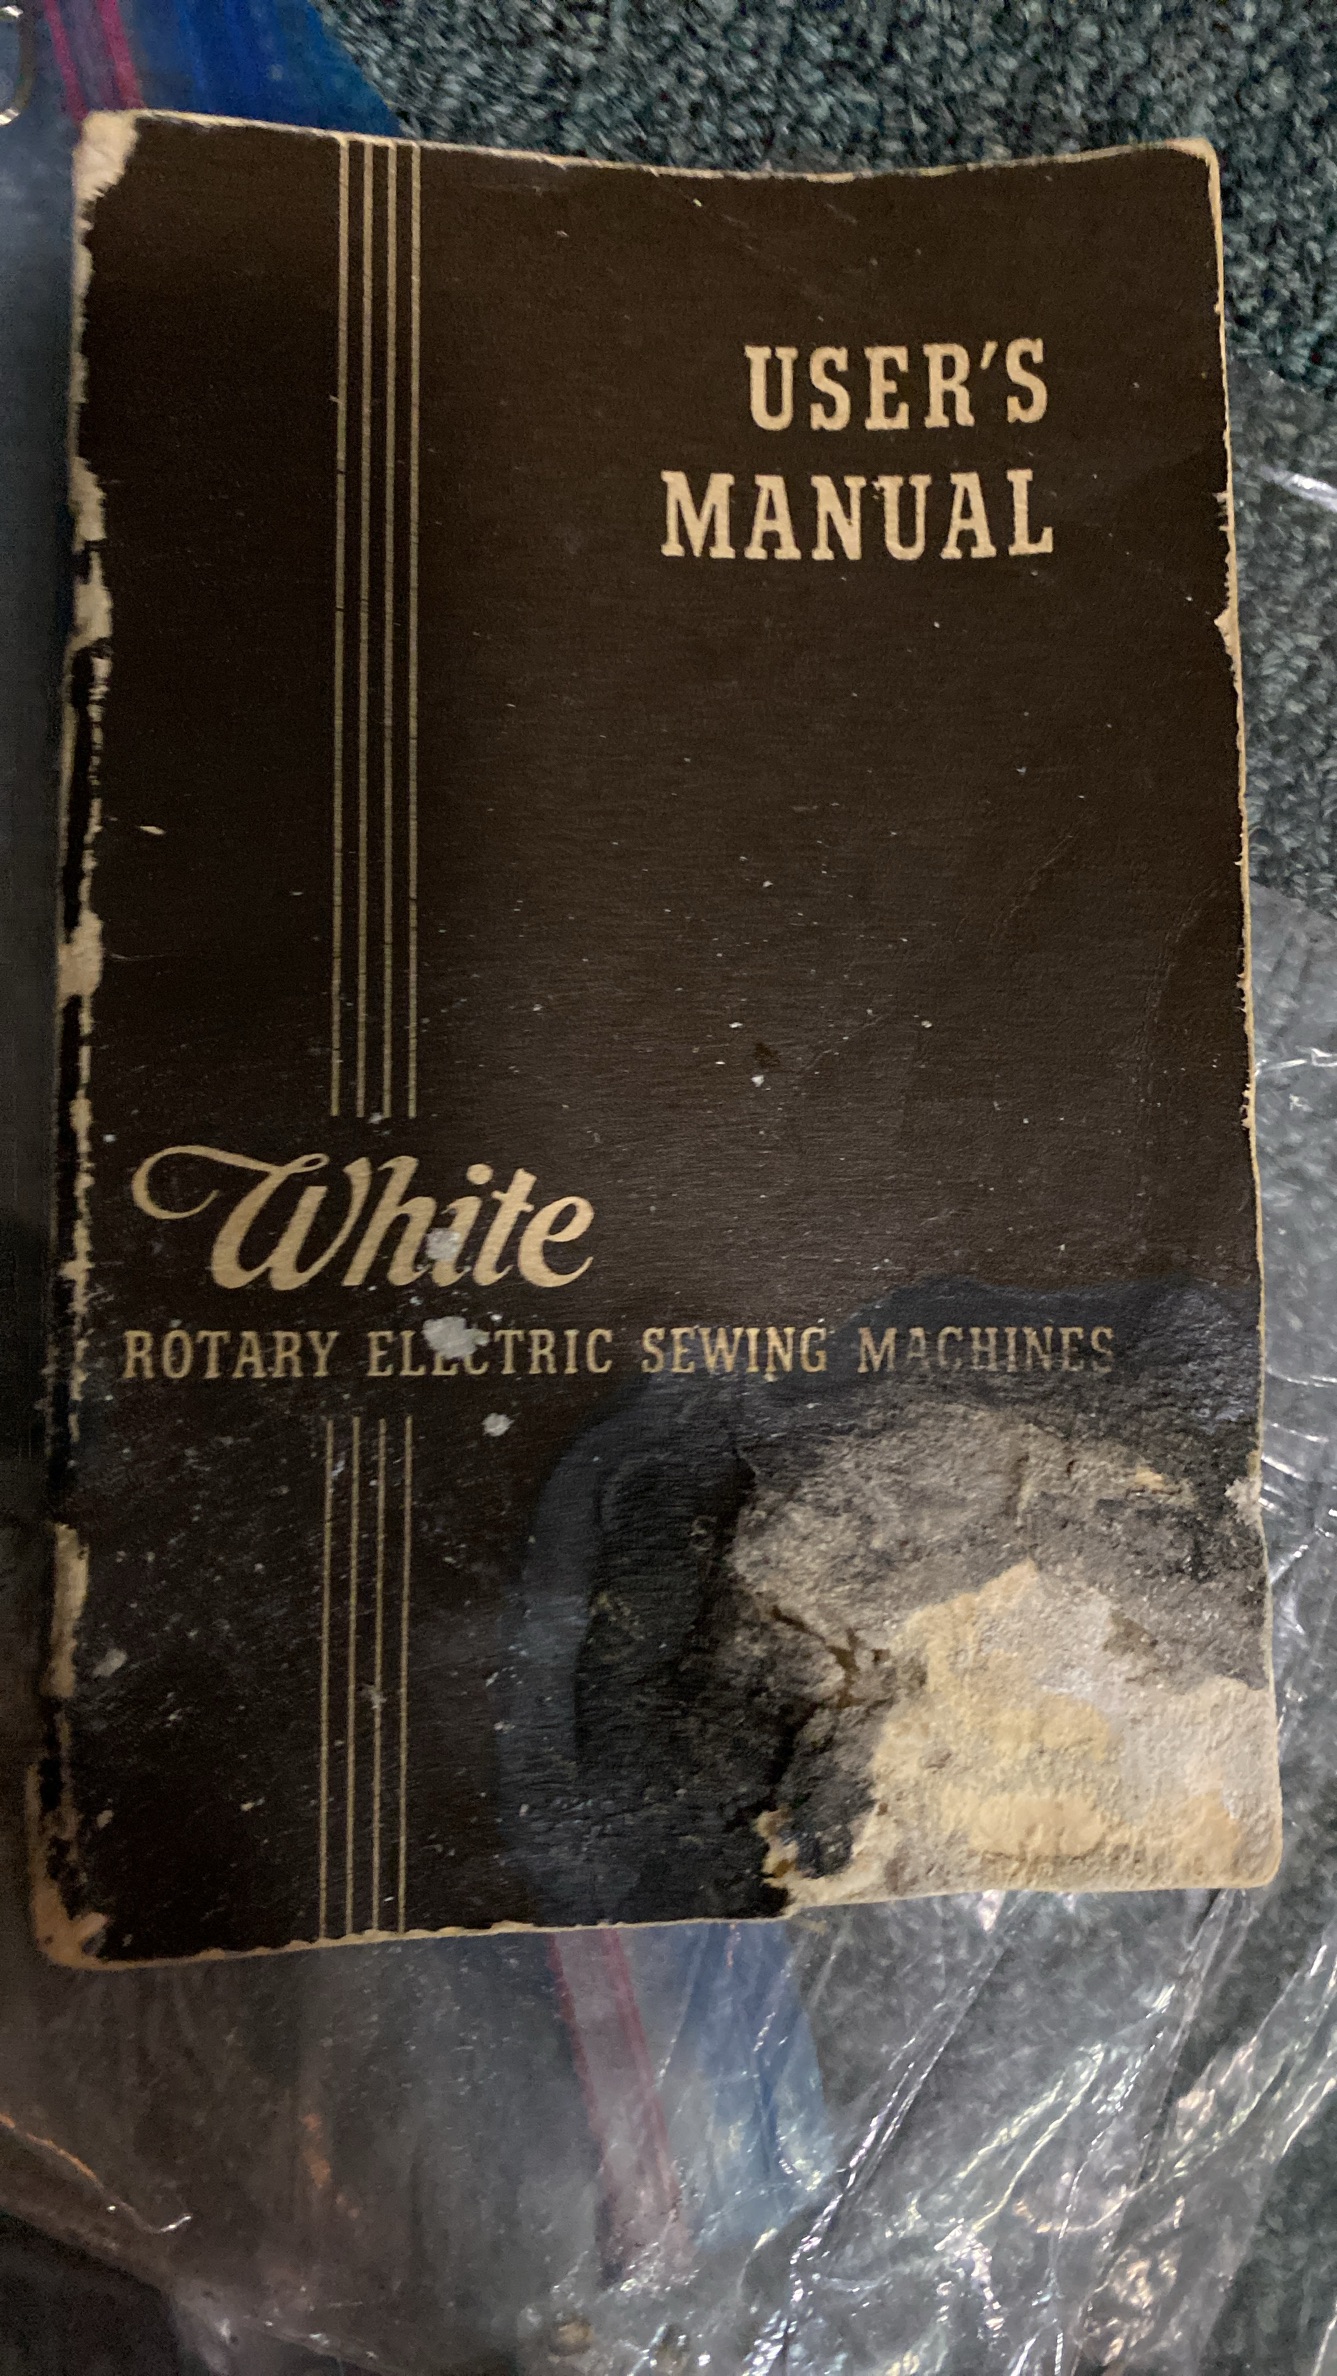 USER'S
MANUAL
White
ROTARY ELECTRIC SEWING MACHINES